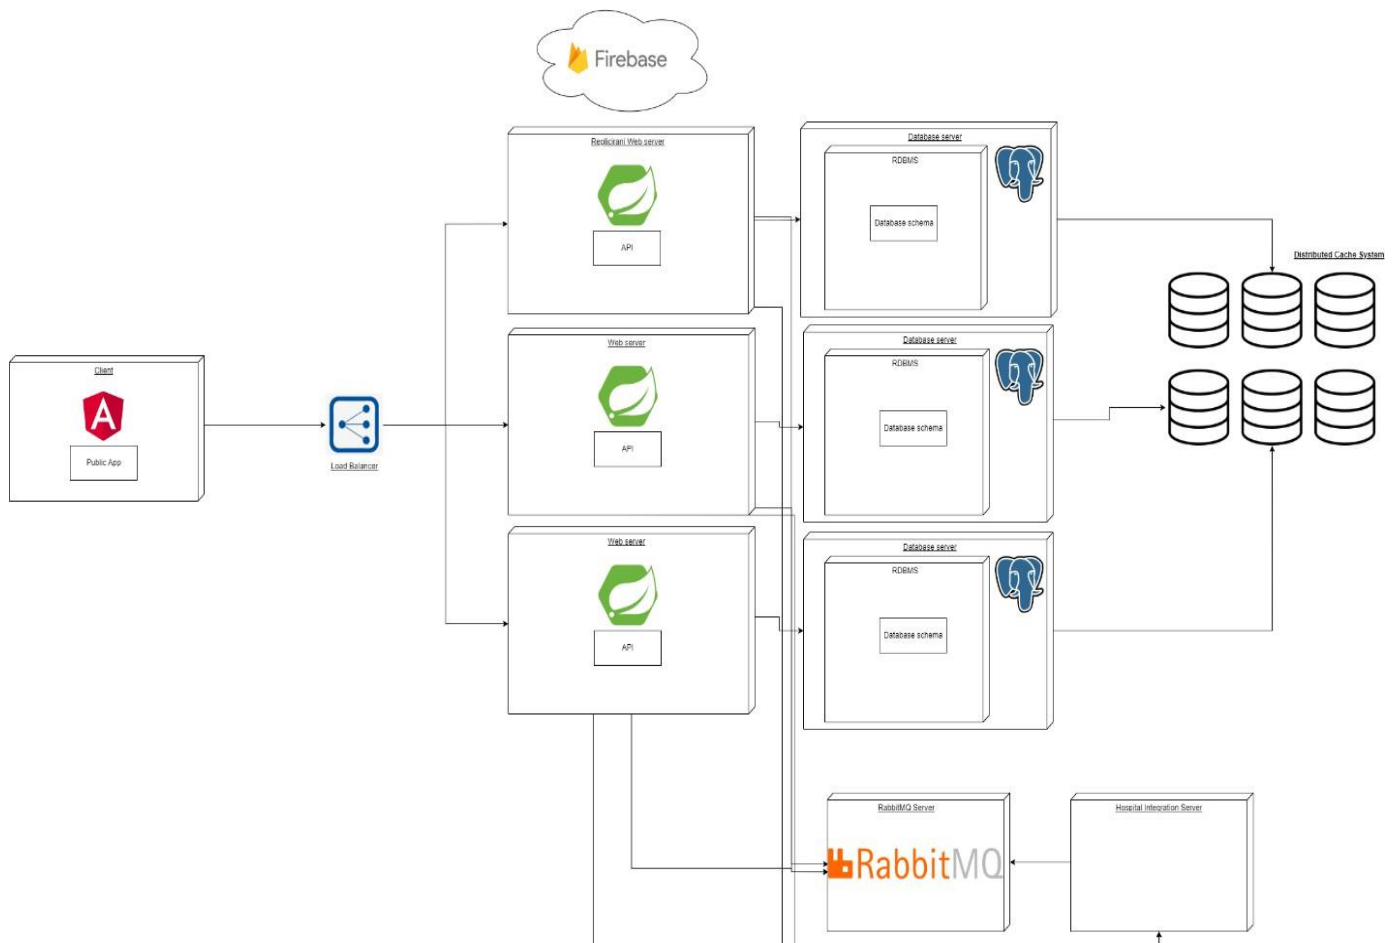 Firebase
Replicirani Web server
API
Database server
RDBMS
Database schema
Distributed Cache System
Client
Public App
Load Balancer
Web server
API
Database server
RDBMS
Database schema
Web server
API
Database server
RDBMS
Database schema
RabbitMQ Server
RabbitMQ
Hospital Integration Server